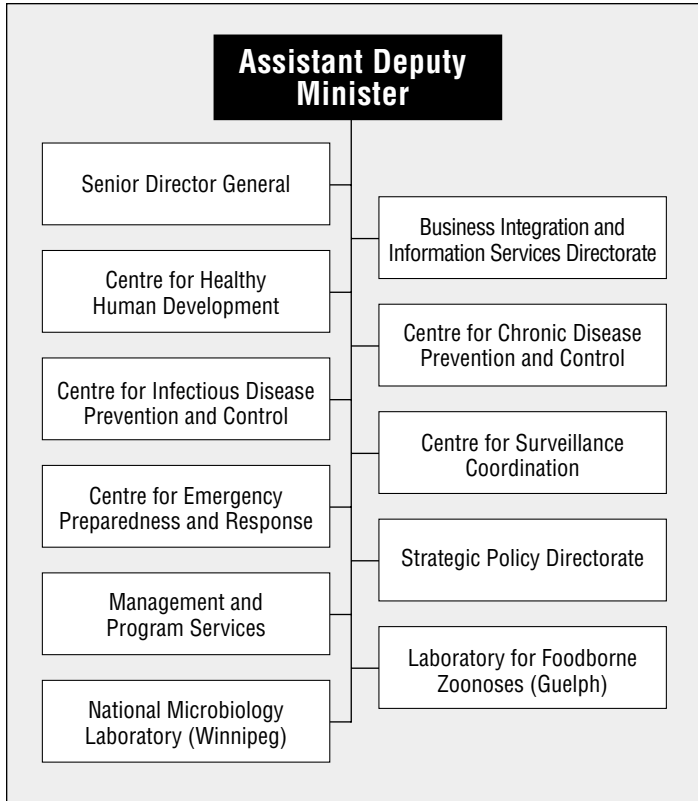 Assistant Deputy
Minister
Senior Director General
Business Integration and
Information Services Directorate
Centre for Healthy
Human Development
Centre for Chronic Disease
Prevention and Control
Centre for Infectious Disease
Prevention and Control
Centre for Surveillance
Coordination
Centre for Emergency
Preparedness and Response
Strategic Policy Directorate
Management and
Program Services
Laboratory for Foodborne
Zoonoses (Guelph)
National Microbiology
Laboratory (Winnipeg)